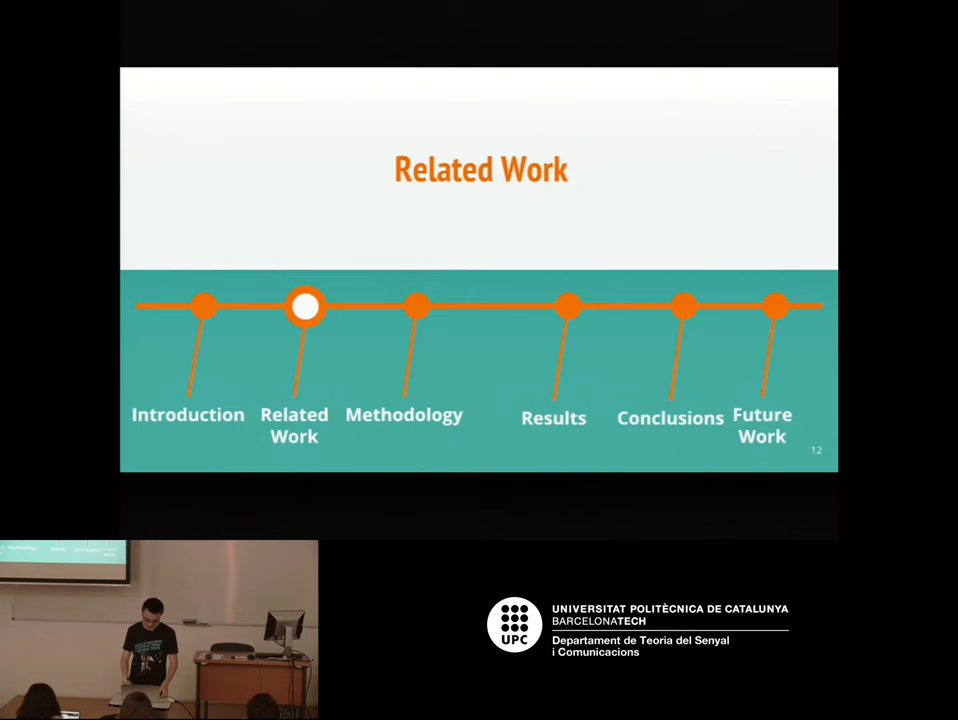 Related Work
Introduction
Related
Work
Methodology
Results
Conclusions
Future
Work
12
UPC
UNIVERSITAT POLITÈCNICA DE CATALUNYA
BARCELONATECH
Departament de Teoria del Senyal
i Comunicacions